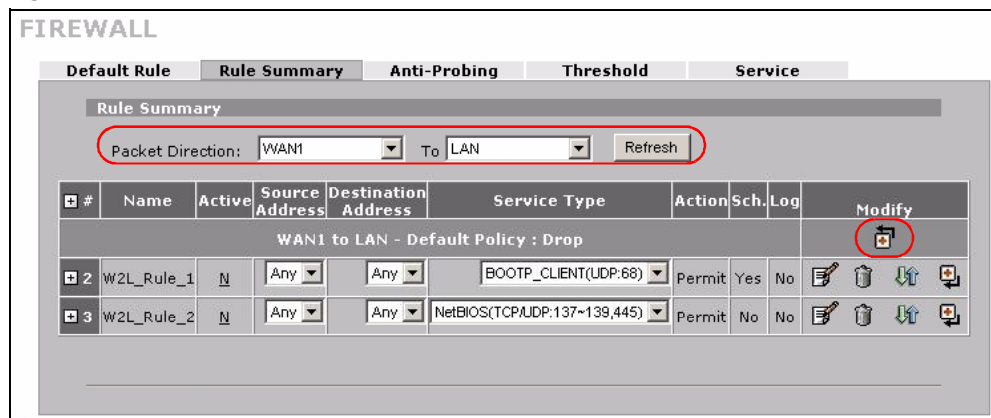 FIREWALL
Default Rule Rule Summary Anti-Probing Threshold Service
Rule Summary
Packet Direction: WAN1 To LAN Refresh
# Name Active Source Address Destination Address Service Type Action Sch. Log Modify
WAN1 to LAN - Default Policy : Drop
2 W2L_Rule_1 N Any Any BOOTP_CLIENT(UDP:68) Permit Yes No
3 W2L_Rule_2 N Any Any NetBIOS(TCP/UDP:137~139,445) Permit No No